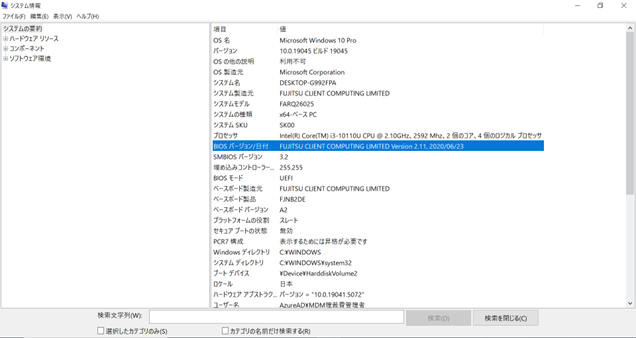 システム情報
ファイル(F) 編集(E) 表示(V) ヘルプ(H)
システムの要約
ハードウェア リソース
コンポーネント
ソフトウェア環境
項目 値
OS 名 Microsoft Windows 10 Pro
バージョン 10.0.19045 ビルド 19045
OS の他の説明 利用不可
OS 製造元 Microsoft Corporation
システム名 DESKTOP-G992FPA
システム製造元 FUJITSU CLIENT COMPUTING LIMITED
システムモデル FARQ26025
システムの種類 x64-ベース PC
システム SKU SK00
プロセッサ Intel(R) Core(TM) i3-10110U CPU @ 2.10GHz、2592 Mhz、2 個のコア、4 個のロジカル プロセッサ
BIOS バージョン/日付 FUJITSU CLIENT COMPUTING LIMITED Version 2.11, 2020/06/23
SMBIOS バージョン 3.2
埋め込みコントローラー... 255.255
BIOS モード UEFI
ベースボード製造元 FUJITSU CLIENT COMPUTING LIMITED
ベースボード製品 FJNB2DE
ベースボード バージョン A2
プラットフォームの役割 スレート
セキュア ブートの状態 無効
PCR7 構成 表示するためには昇格が必要です
Windows ディレクトリ C:¥WINDOWS
システム ディレクトリ C:¥WINDOWS¥system32
ブート デバイス ¥Device¥HarddiskVolume2
ロケール 日本
ハードウェア アブストラク... バージョン = "10.0.19041.5072"
ユーザー名 AzureAD¥MDM理裁費管理者
検索文字列(W): 検索(D) 検索を閉じる(C)
選択したカテゴリのみ(S) カテゴリの名前だけ検索する(R)